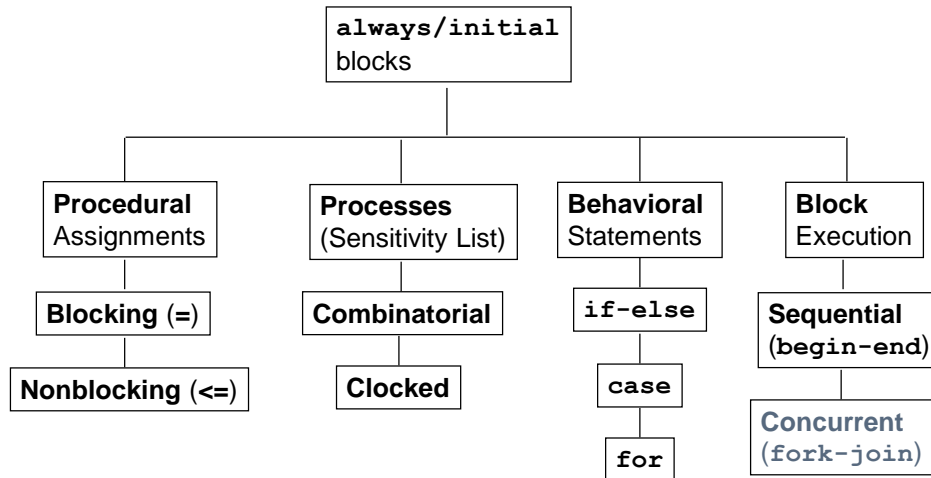 always/initial
blocks
Procedural
Assignments
Blocking (=)
Nonblocking (<=)
Processes
(Sensitivity List)
Combinatorial
Clocked
Behavioral
Statements
if-else
case
for
Block
Execution
Sequential
(begin-end)
Concurrent
(fork-join)